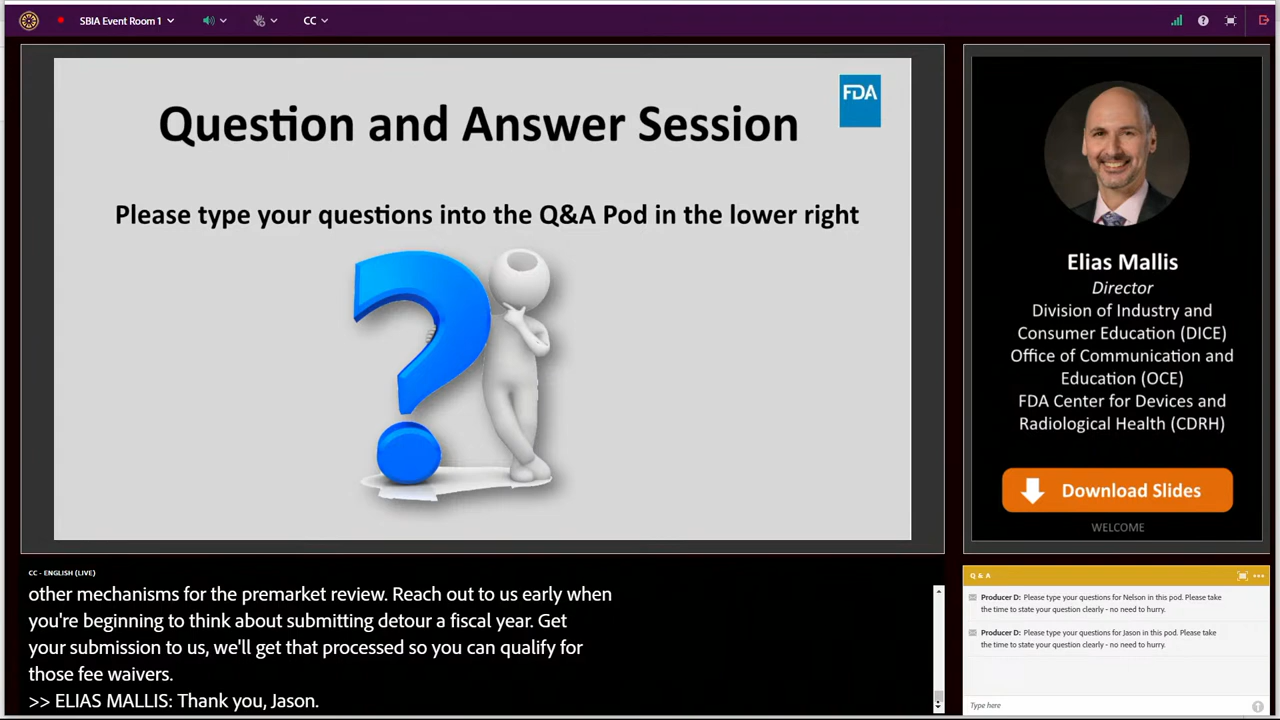 SBIA Event Room 1
CC
Question and Answer Session
FDA
Please type your questions into the Q&A Pod in the lower right
Elias Mallis
Director
Division of Industry and
Consumer Education (DICE)
Office of Communication and
Education (OCE)
FDA Center for Devices and
Radiological Health (CDRH)
Download Slides
WELCOME
CC - ENGLISH (LIVE)
other mechanisms for the premarket review. Reach out to us early when
you're beginning to think about submitting detour a fiscal year. Get
your submission to us, we'll get that processed so you can qualify for
those fee waivers.
>> ELIAS MALLIS: Thank you, Jason.
Q & A
Producer D: Please type your questions for Nelson in this pod. Please take
the time to state your question clearly - no need to hurry.
Producer D: Please type your questions for Jason in this pod. Please take
the time to state your question clearly - no need to hurry.
Type here